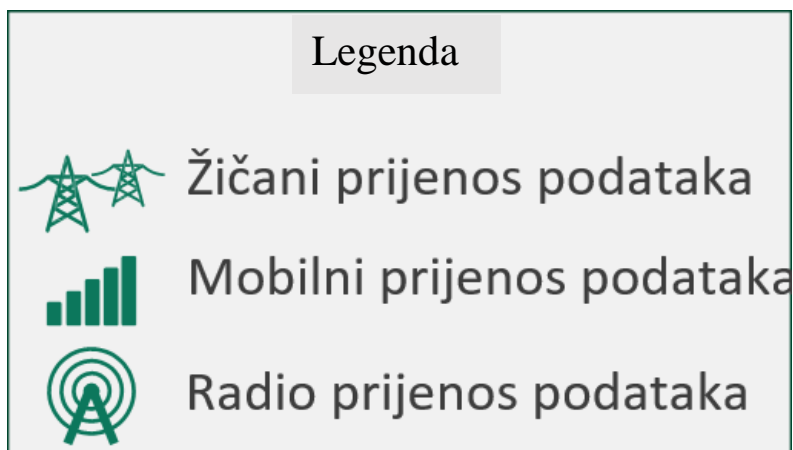 Legenda
Žičani prijenos podataka
Mobilni prijenos podataka
Radio prijenos podataka